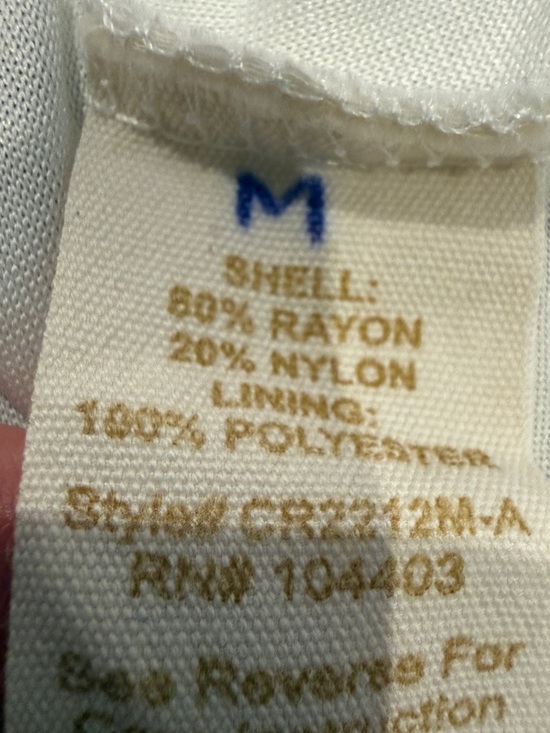 M
SHELL:
80% RAYON
20% NYLON
LINING:
100% POLYESTER
Style# CR2212M-A
RN# 104403
See Reverse For